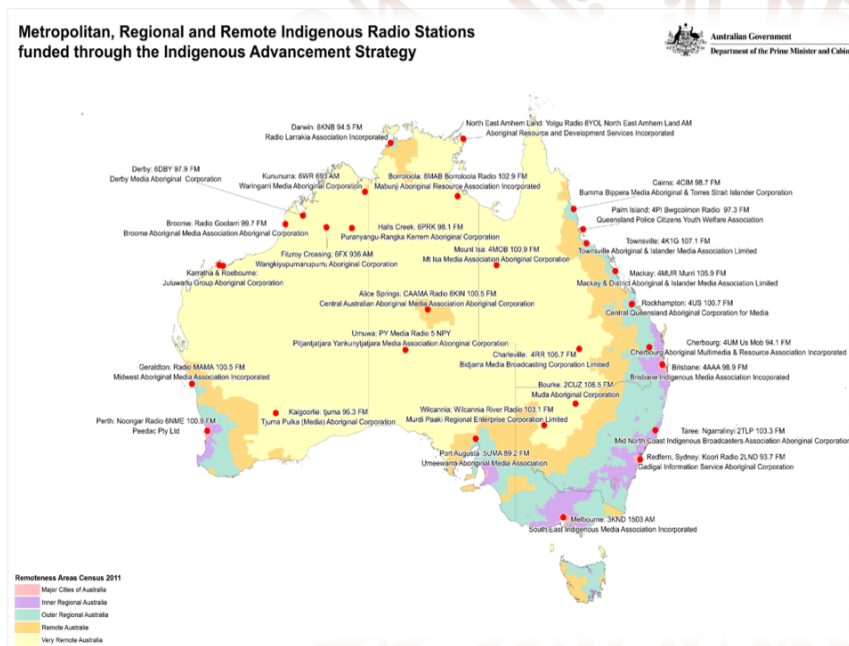 Metropolitan, Regional and Remote Indigenous Radio Stations
funded through the Indigenous Advancement Strategy
Australian Government
Department of the Prime Minister and Cabin
Darwin: 8KNB 94.5 FM
Radio Larrakia Association Incorporated
North East Arnhem Land: Yolgu Radio 8YOL North East Arnhem Land AM
Aboriginal Resource and Development Services Incorporated
Derby: 6DBY 97.9 FM
Derby Media Aboriginal Corporation
Kununurra: 6WR 693 AM
Waringarri Media Aboriginal Corporation
Borroloola: 8MAB Borroloola Radio 102.9 FM
Mabunji Aboriginal Resource Association Incorporated
Cairns: 4CIM 98.7 FM
Bumma Bippera Media Aboriginal & Torres Strait Islander Corporation
Palm Island: 4PI Bwgcolmon Radio 97.3 FM
Queensland Police Citizens Youth Welfare Association
Broome: Radio Goolarri 99.7 FM
Broome Aboriginal Media Association Aboriginal Corporation
Halls Creek: 6PRK 98.1 FM
Puranyangu-Rangka Kerrem Aboriginal Corporation
Townsville: 4K1G 107.1 FM
Townsville Aboriginal & Islander Media Association Limited
Fitzroy Crossing: 6FX 936 AM
Wangkiyupurnanupurru Aboriginal Corporation
Mount Isa: 4MOB 100.9 FM
Mt Isa Media Association Aboriginal Corporation
Karratha & Roebourne:
Juluwarlu Group Aboriginal Corporation
Mackay: 4MUR Murri 105.9 FM
Mackay & District Aboriginal & Islander Media Association Limited
Alice Springs: CAAMA Radio 8KIN 100.5 FM
Central Australian Aboriginal Media Association Aboriginal Corporation
Rockhampton: 4US 100.7 FM
Central Queensland Aboriginal Corporation for Media
Umuwa: PY Media Radio 5 NPY
Pitjantjatjara Yankunytjatjara Media Association Aboriginal Corporation
Charleville: 4RR 105.7 FM
Bidjarra Media Broadcasting Corporation Limited
Cherbourg: 4UM Us Mob 94.1 FM
Cherbourg Aboriginal Multimedia & Resource Association Incorporated
Geraldton: Radio MAMA 100.5 FM
Midwest Aboriginal Media Association Incorporated
Brisbane: 4AAA 98.9 FM
Brisbane Indigenous Media Association Incoporated
Bourke: 2CUZ 106.5 FM
Muda Aboriginal Corporation
Perth: Noongar Radio 6NME 100.9 FM
Peedac Pty Ltd
Kalgoorlie: tjuma 96.3 FM
Tjuma Pulka (Media) Aboriginal Corporation
Wilcannia: Wilcannia River Radio 103.1 FM
Murdi Paaki Regional Enterprise Corporation Limited
Taree: Ngarralinyi 2TLP 103.3 FM
Mid North Coast Indigenous Broadcasters Association Aboriginal Corporation
Port Augusta: 5UMA 89.2 FM
Umeewarra Aboriginal Media Association
Redfern, Sydney: Koori Radio 2LND 93.7 FM
Gadigal Information Service Aboriginal Corporation
Melbourne: 3KND 1503 AM
South East Indigenous Media Association Incorporated
Remoteness Areas Census 2011
Major Cities of Australia
Inner Regional Australia
Outer Regional Australia
Remote Australia
Very Remote Australia